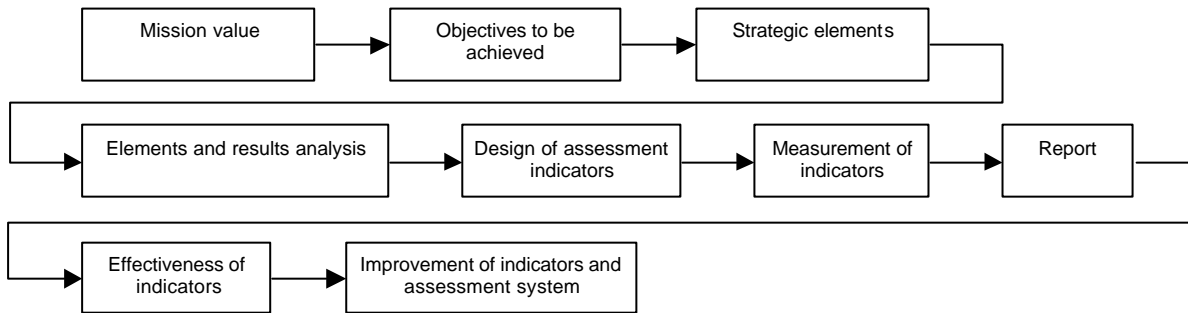 Mission value
Objectives to be
achieved
Strategic elements
Elements and results analysis
Design of assessment
indicators
Measurement of
indicators
Report
Effectiveness of
indicators
Improvement of indicators and
assessment system